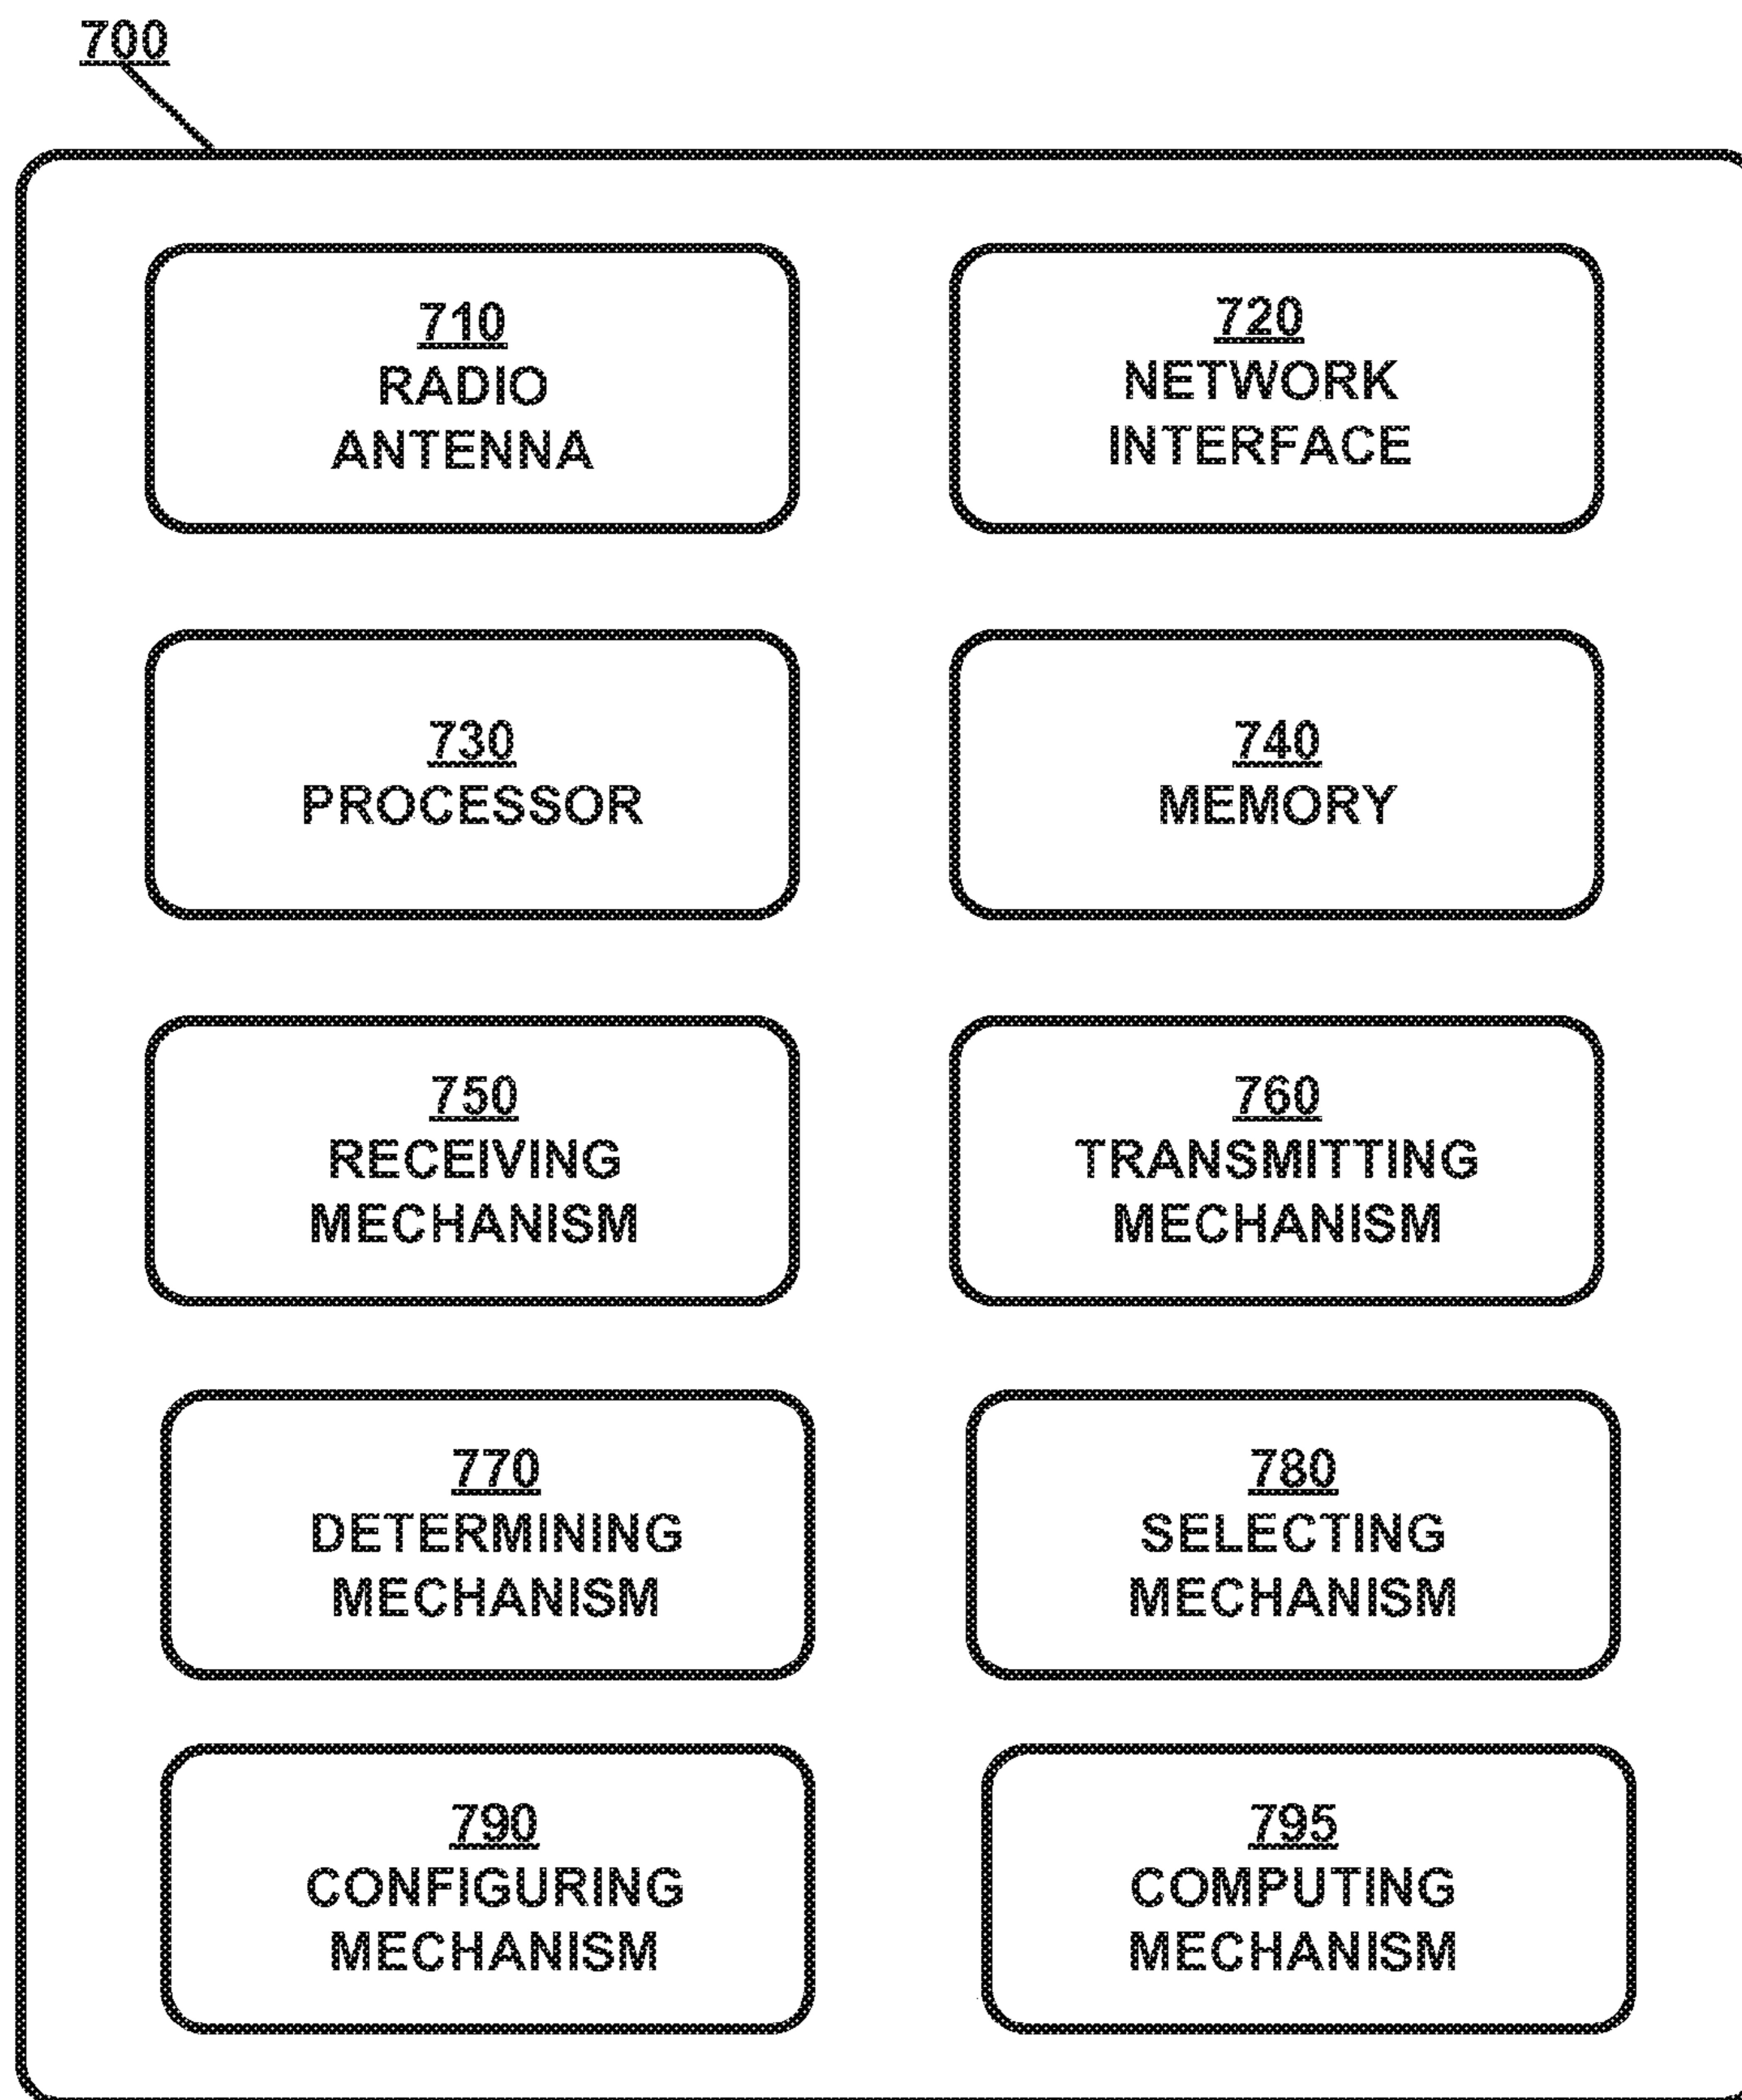 700
710
RADIO
ANTENNA
720
NETWORK
INTERFACE
730
PROCESSOR
740
MEMORY
750
RECEIVING
MECHANISM
760
TRANSMITTING
MECHANISM
770
DETERMINING
MECHANISM
780
SELECTING
MECHANISM
790
CONFIGURING
MECHANISM
795
COMPUTING
MECHANISM